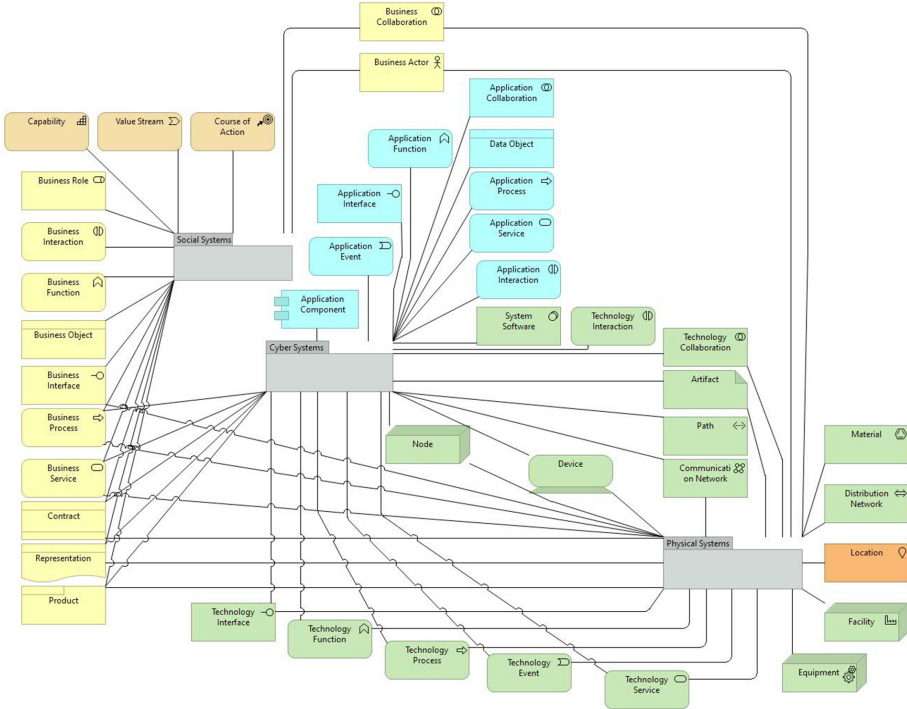 Business
Collaboration
Business Actor
Application
Collaboration
Capability
Value Stream
Course of
Action
Application
Function
Data Object
Business Role
Application
Process
Application
Interface
Business
Interaction
Social Systems
Application
Service
Application
Event
Business
Function
Application
Interaction
Application
Component
System
Software
Technology
Interaction
Business Object
Cyber Systems
Technology
Collaboration
Business
Interface
Artifact
Business
Process
Path
Node
Material
Business
Service
Device
Communicati
on Network
Distribution
Network
Contract
Representation
Physical Systems
Location
Product
Technology
Interface
Technology
Function
Facility
Technology
Process
Technology
Event
Equipment
Technology
Service